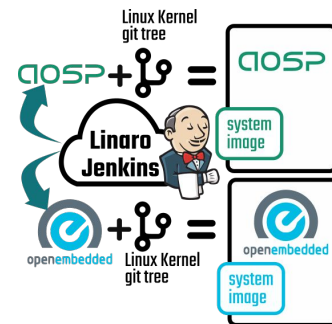 Linux Kernel
git tree
aosp
+
=
aosp
system
image
Linaro
Jenkins
openembedded
+
=
Linux Kernel
git tree
openembedded
system
image